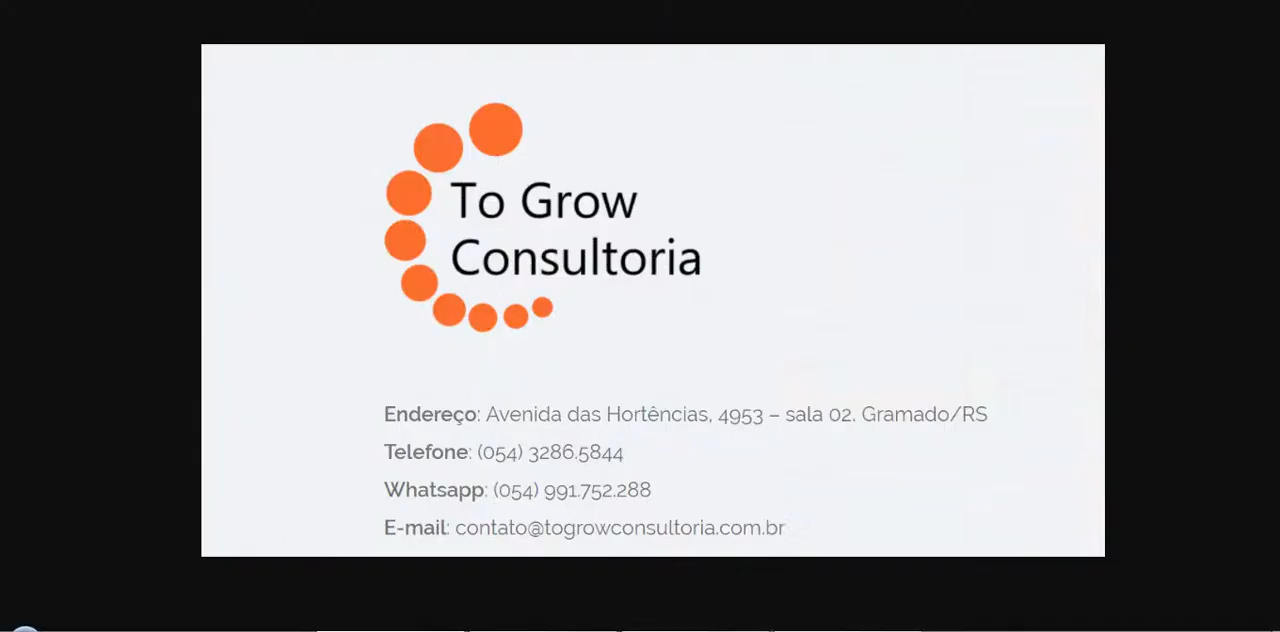 To Grow
Consultoria
Endereço: Avenida das Hortências, 4953 – sala 02. Gramado/RS
Telefone: (054) 3286.5844
Whatsapp: (054) 991.752.288
E-mail: contato@togrowconsultoria.com.br